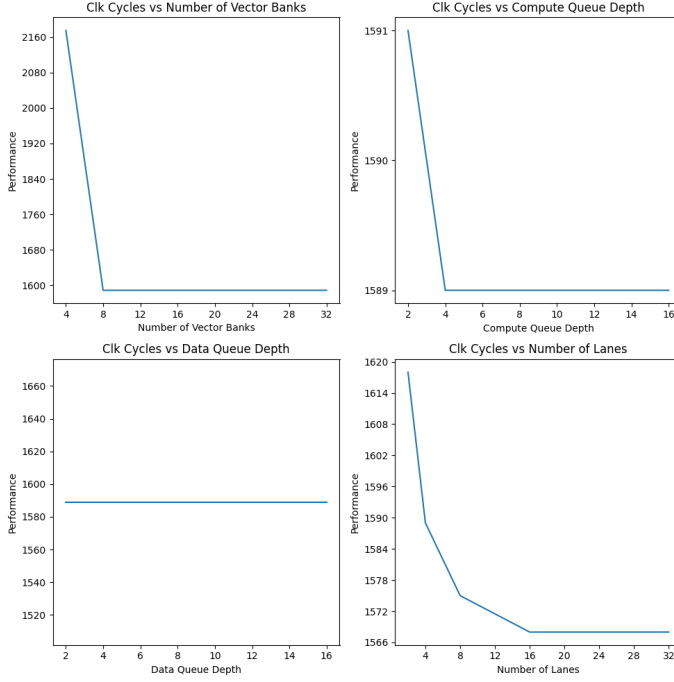 Clk Cycles vs Number of Vector Banks
2160
2080
2000
1920
1840
1760
1680
1600
Performance
4 8 12 16 20 24 28 32
Number of Vector Banks
Clk Cycles vs Compute Queue Depth
1591
1590
1589
Performance
2 4 6 8 10 12 14 16
Compute Queue Depth
Clk Cycles vs Data Queue Depth
1660
1640
1620
1600
1580
1560
1540
1520
Performance
2 4 6 8 10 12 14 16
Data Queue Depth
Clk Cycles vs Number of Lanes
1620
1614
1608
1602
1596
1590
1584
1578
1572
1566
Performance
4 8 12 16 20 24 28 32
Number of Lanes